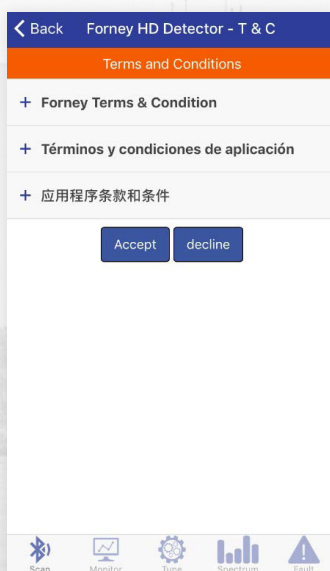 Back Forney HD Detector - T & C
Terms and Conditions
+ Forney Terms & Condition
+ Términos y condiciones de aplicación
+ 应用程序条款和条件
Accept decline
Scan Monitor Tune Spectrum Fault